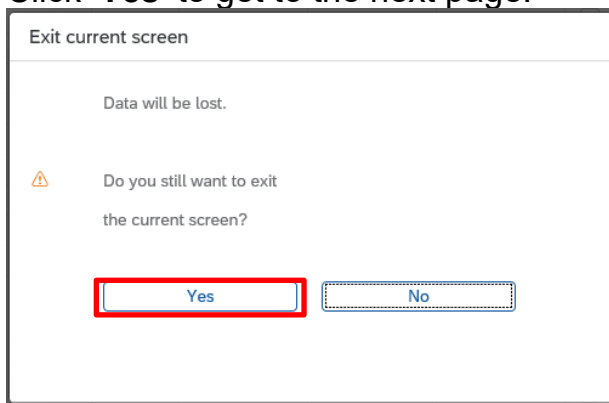 Click 'Yes' to get to the next page.
Exit current screen
Data will be lost.
Do you still want to exit
the current screen?
Yes
No